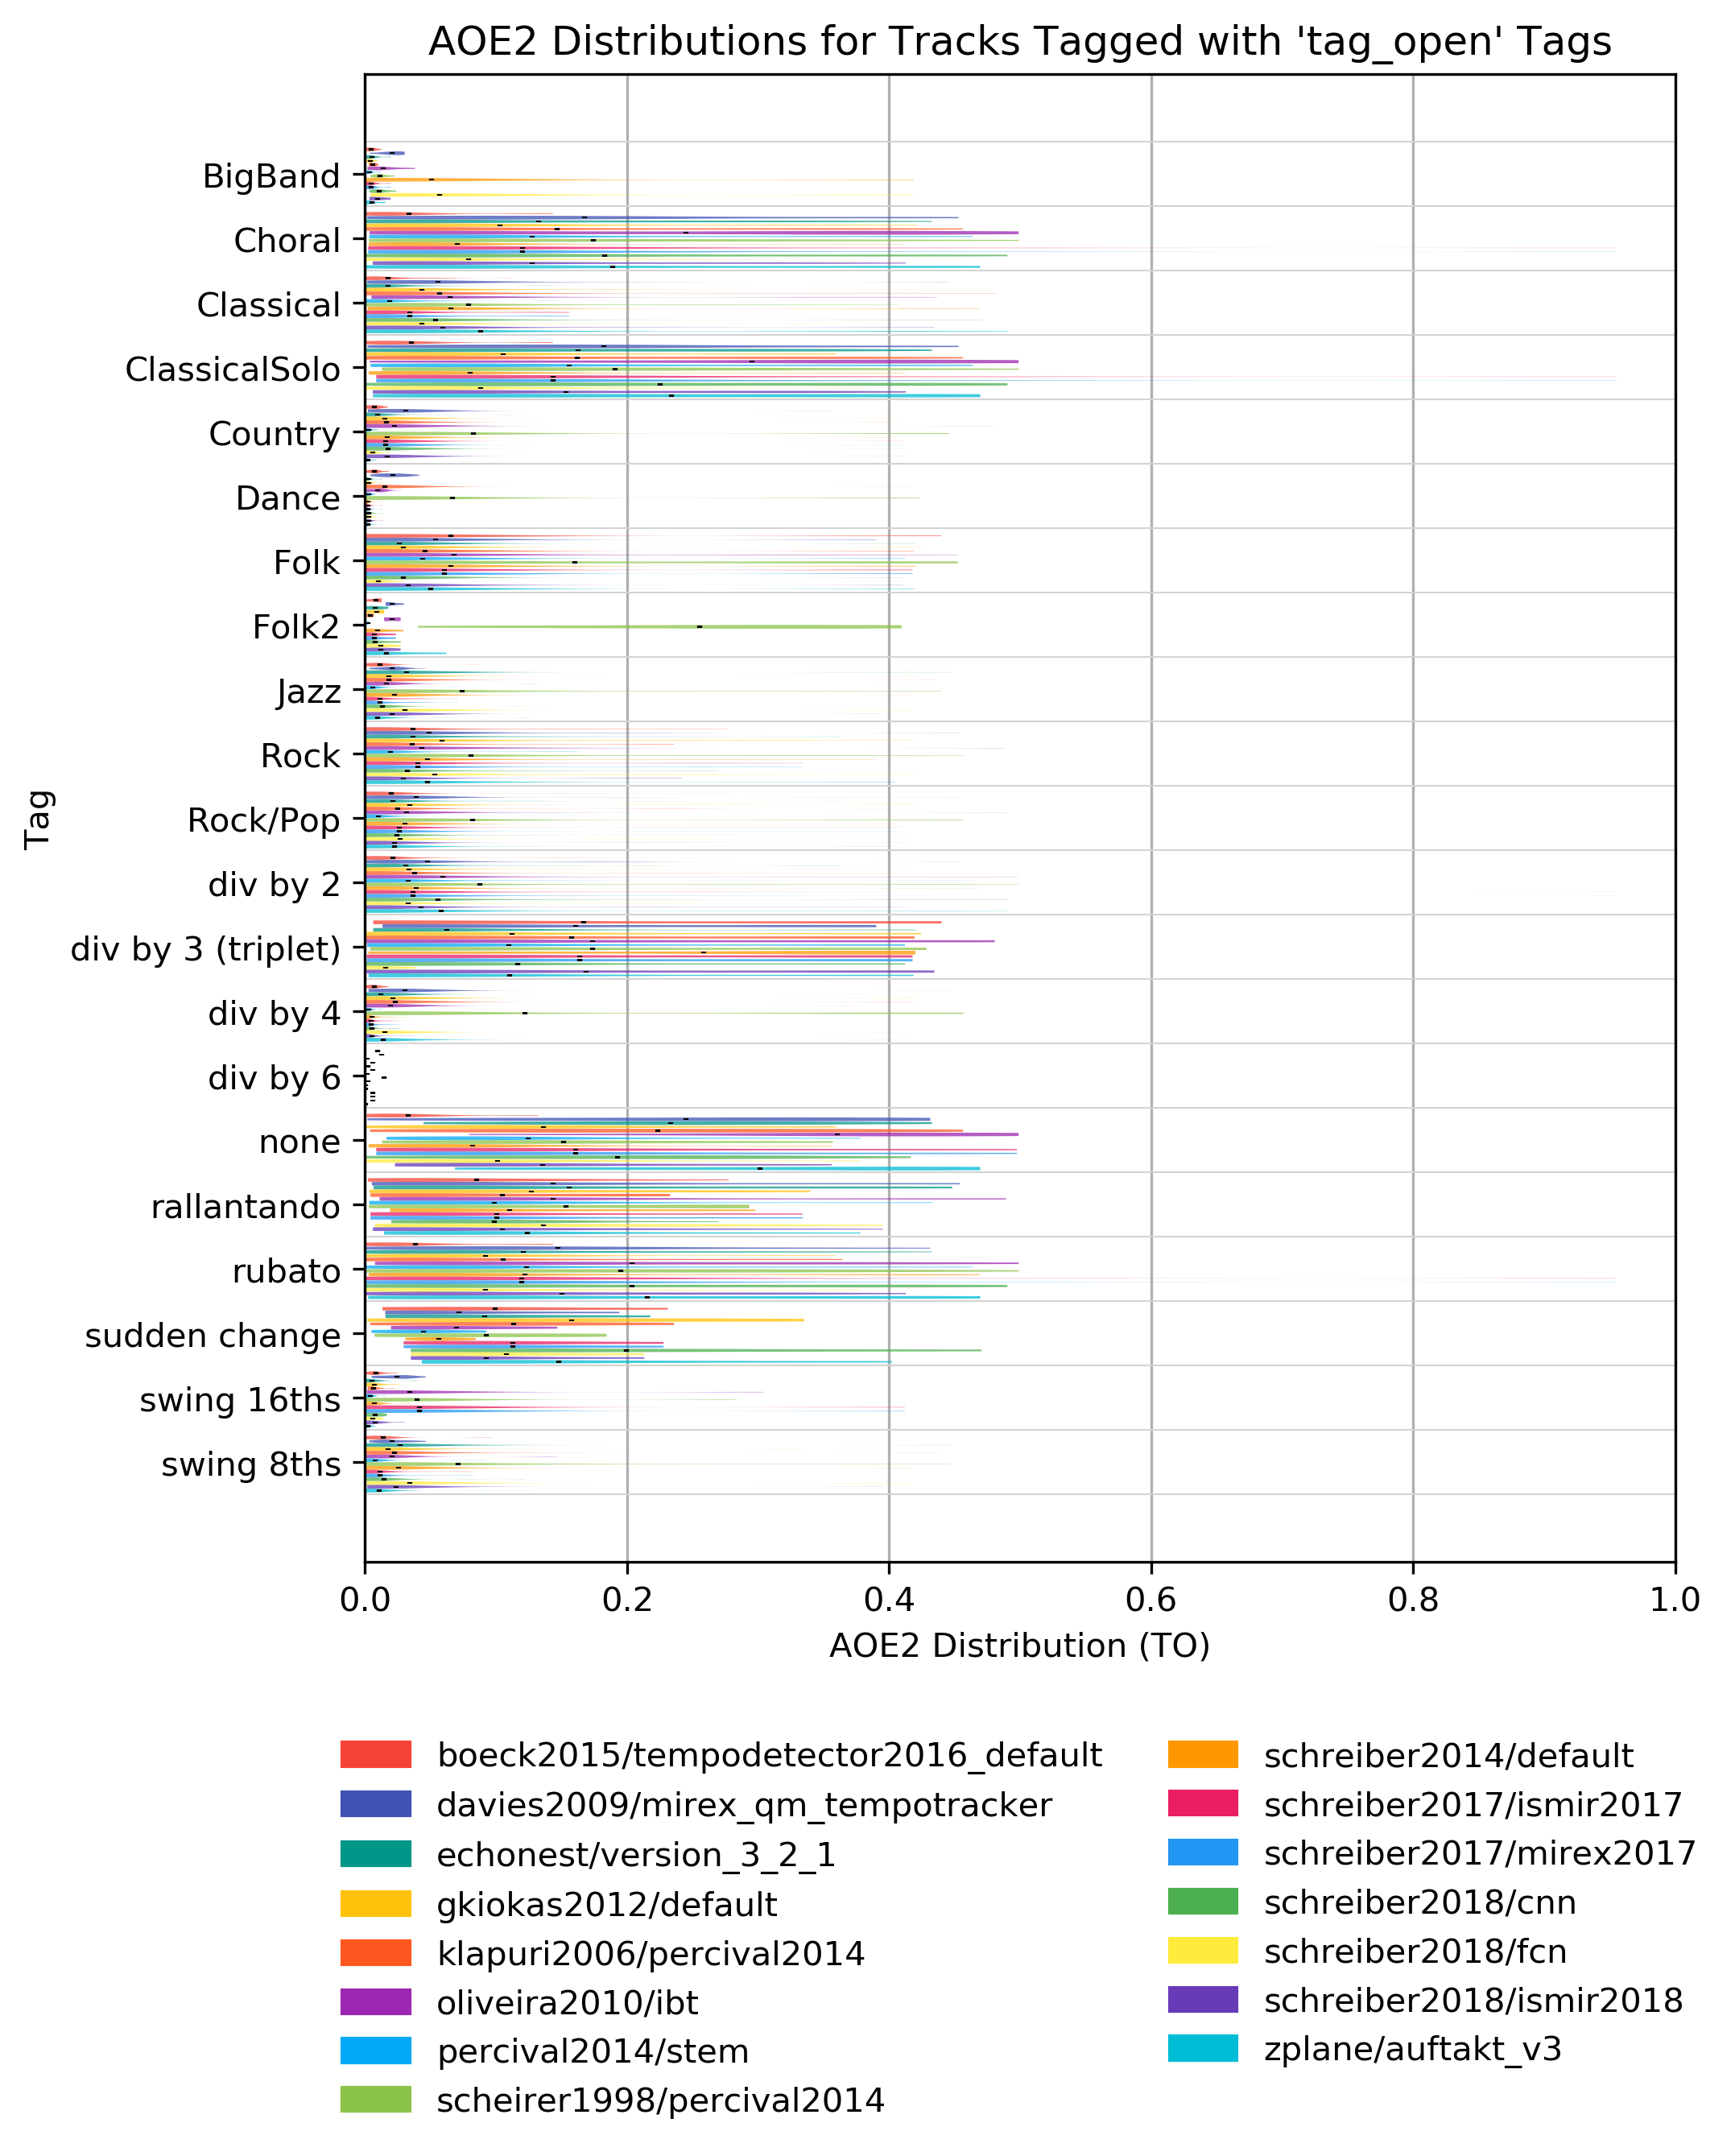 AOE2 Distributions for Tracks Tagged with 'tag_open' Tags
Tag
BigBand
Choral
Classical
ClassicalSolo
Country
Dance
Folk
Folk2
Jazz
Rock
Rock/Pop
div by 2
div by 3 (triplet)
div by 4
div by 6
none
rallantando
rubato
sudden change
swing 16ths
swing 8ths
0.0 0.2 0.4 0.6 0.8 1.0
AOE2 Distribution (TO)
boeck2015/tempodetector2016_default
davies2009/mirex_qm_tempotracker
echonest/version_3_2_1
gkiokas2012/default
klapuri2006/percival2014
oliveira2010/ibt
percival2014/stem
scheirer1998/percival2014
schreiber2014/default
schreiber2017/ismir2017
schreiber2017/mirex2017
schreiber2018/cnn
schreiber2018/fcn
schreiber2018/ismir2018
zplane/auftakt_v3